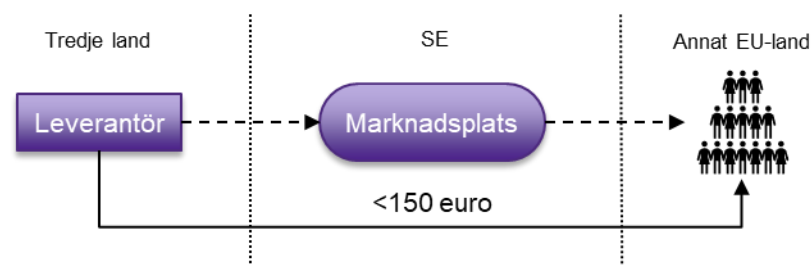 Tredje land
SE
Annat EU-land
Leverantör
Marknadsplats
<150 euro